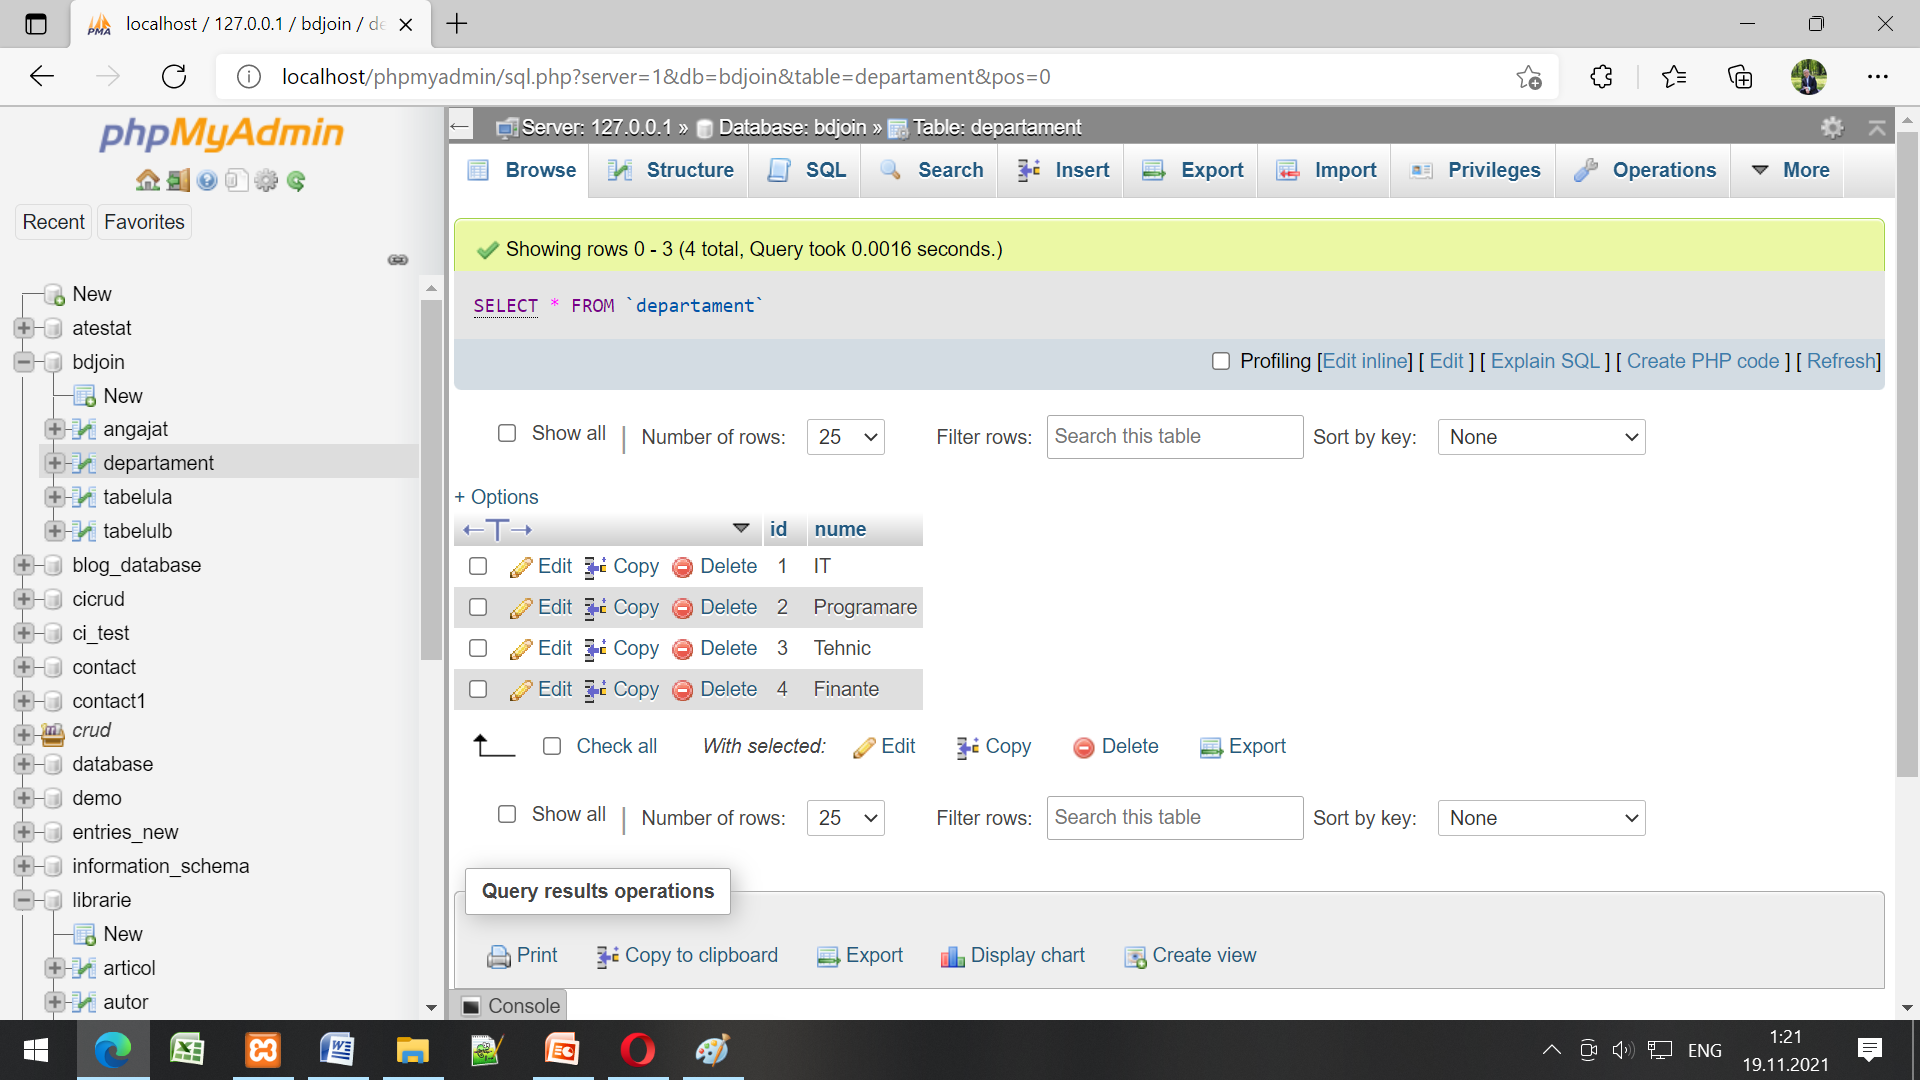 localhost / 127.0.0.1 / bdjoin / de
localhost/phpmyadmin/sql.php?server=1&db=bdjoin&table=departament&pos=0
phpMyAdmin
Recent Favorites
New
atestat
bdjoin
New
angajat
departament
tabelula
tabelulb
blog_database
cicrud
ci_test
contact
contact1
crud
database
demo
entries_new
information_schema
librarie
New
articol
autor
Server: 127.0.0.1 » Database: bdjoin » Table: departament
Browse Structure SQL Search Insert Export Import Privileges Operations More
Showing rows 0 - 3 (4 total, Query took 0.0016 seconds.)
SELECT * FROM `departament`
Profiling [Edit inline] [ Edit ] [ Explain SQL ] [ Create PHP code ] [ Refresh]
Show all | Number of rows: 25 Filter rows: Search this table Sort by key: None
+ Options
←T→ id nume
Edit Copy Delete 1 IT
Edit Copy Delete 2 Programare
Edit Copy Delete 3 Tehnic
Edit Copy Delete 4 Finante
Check all With selected: Edit Copy Delete Export
Show all | Number of rows: 25 Filter rows: Search this table Sort by key: None
Query results operations
Print Copy to clipboard Export Display chart Create view
Console
ENG
1:21
19.11.2021